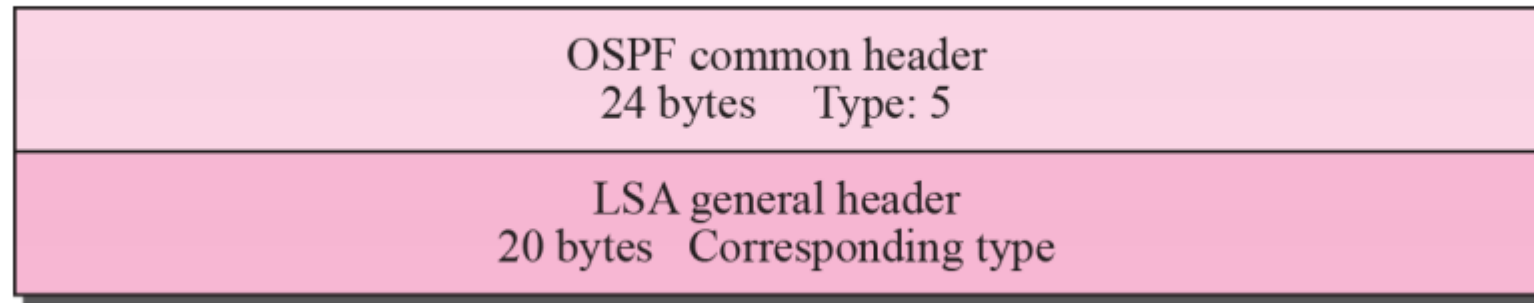 OSPF common header
24 bytes Type: 5
LSA general header
20 bytes Corresponding type